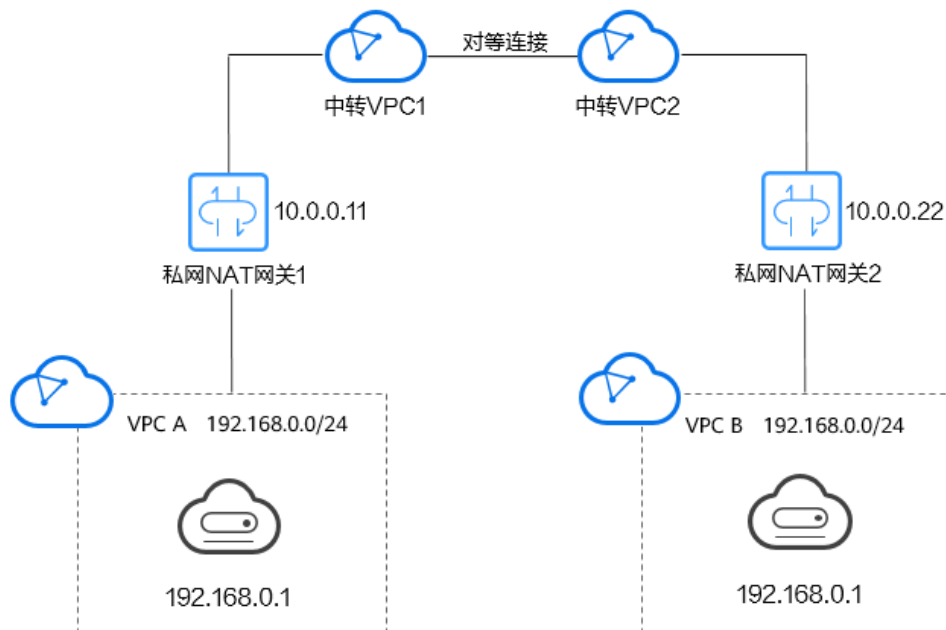 对等连接
中转VPC1
中转VPC2
10.0.0.11
10.0.0.22
私网NAT网关1
私网NAT网关2
VPC A 192.168.0.0/24
VPC B 192.168.0.0/24
192.168.0.1
192.168.0.1